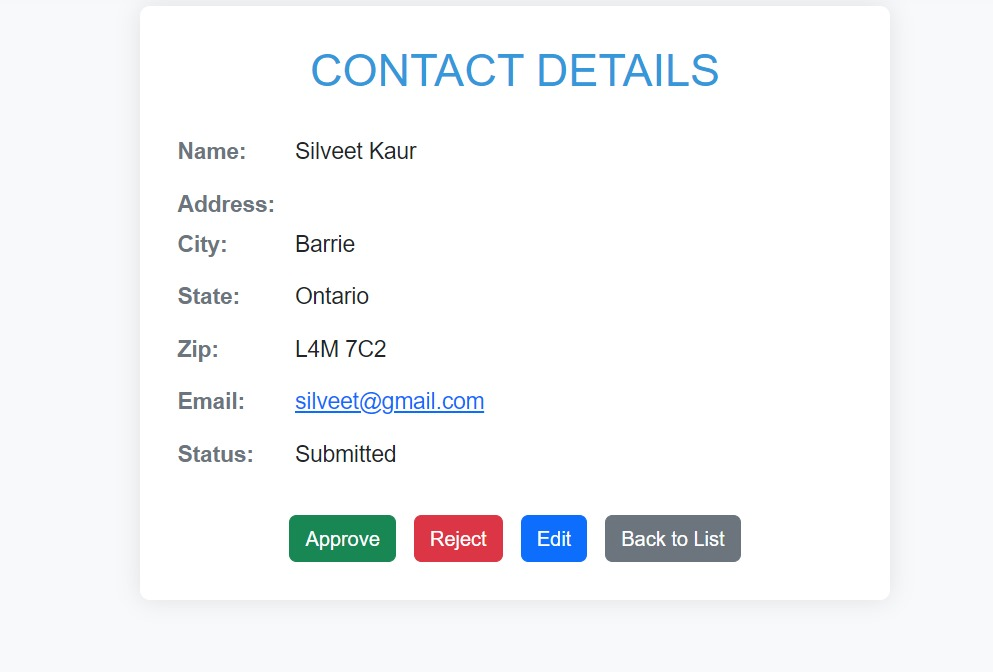 CONTACT DETAILS
Name: Silveet Kaur
Address:
City: Barrie
State: Ontario
Zip: L4M 7C2
Email: silveet@gmail.com
Status: Submitted
Approve Reject Edit Back to List